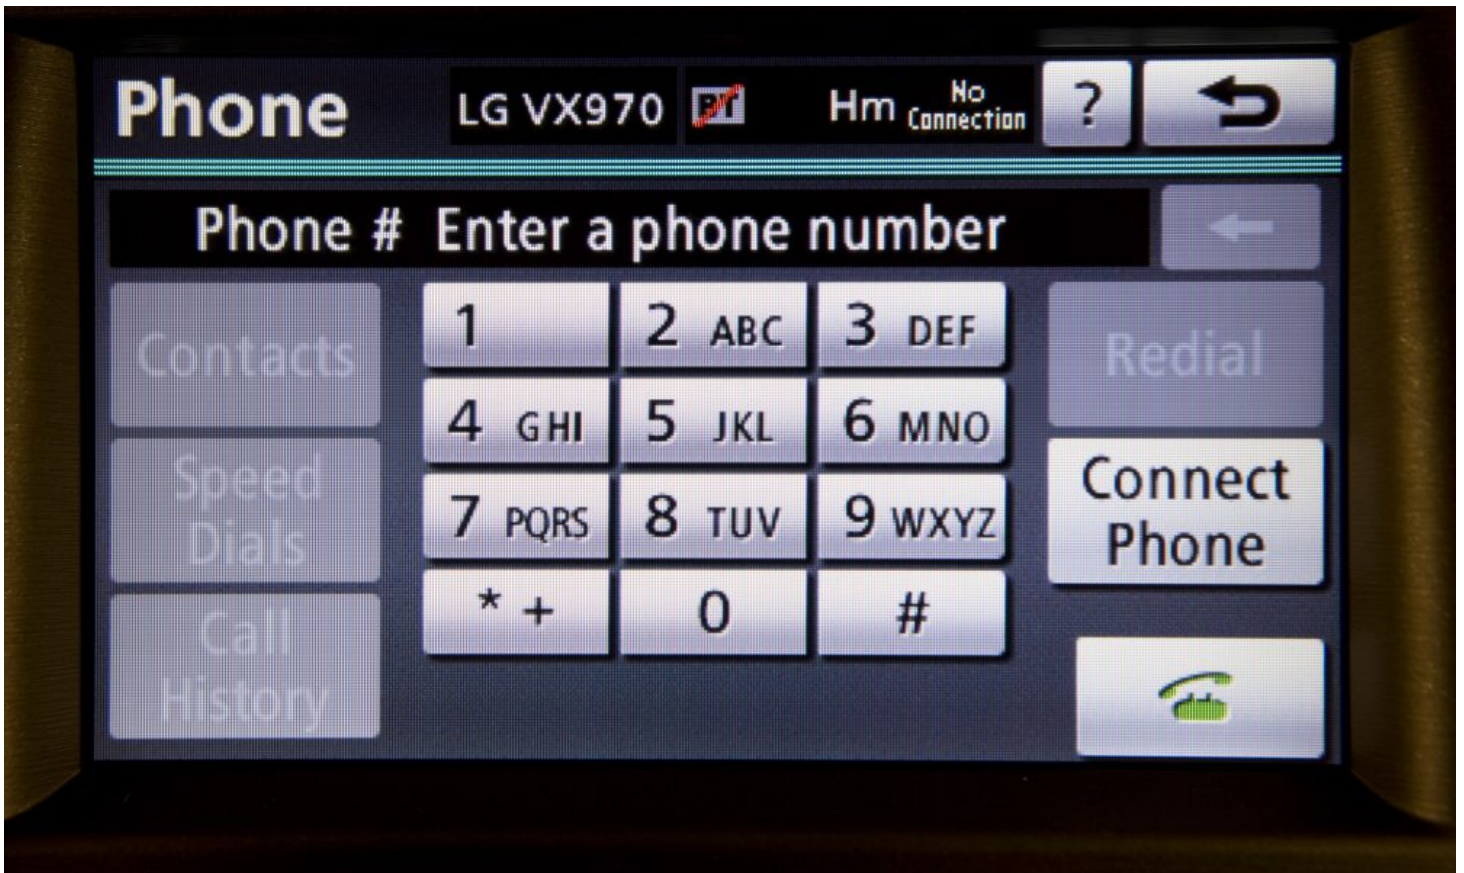 Phone LG VX970 BT Hm No Connection ?
Phone # Enter a phone number
Contacts
1
2 ABC
3 DEF
Redial
4 GHI
5 JKL
6 MNO
Speed
Dials
7 PQRS
8 TUV
9 WXYZ
Connect
Phone
* +
0
#
Call
History